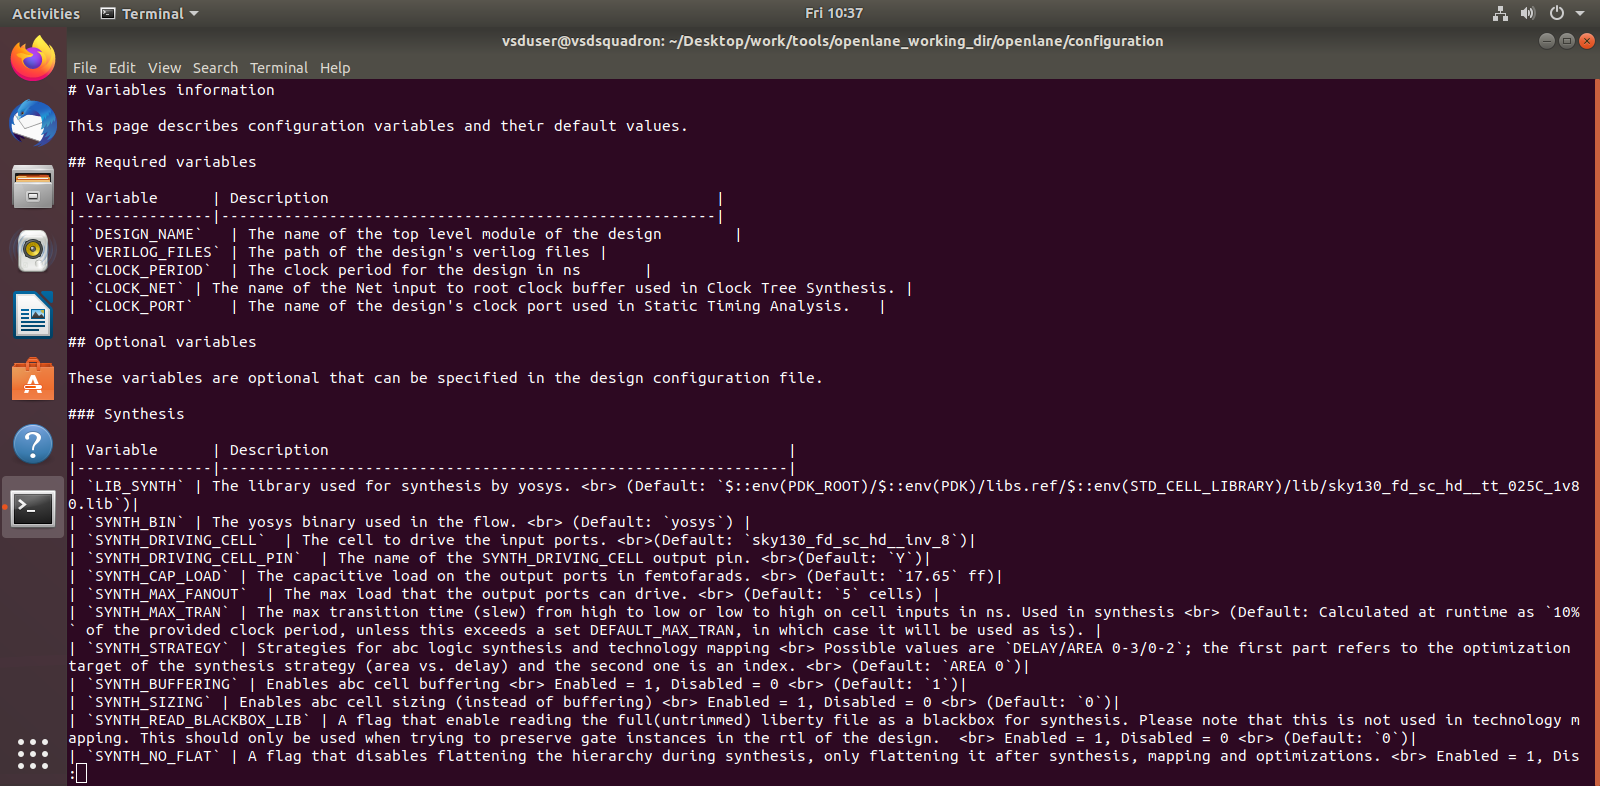 Activities
Terminal
Fri 10:37
vsduser@vsdsquadron: ~/Desktop/work/tools/openlane_working_dir/openlane/configuration
File Edit View Search Terminal Help
# Variables information
This page describes configuration variables and their default values.
## Required variables
| Variable      | Description                                           |
|---------------|-------------------------------------------------------|
| `DESIGN_NAME`   | The name of the top level module of the design        |
| `VERILOG_FILES` | The path of the design's verilog files |
| `CLOCK_PERIOD`  | The clock period for the design in ns       |
| `CLOCK_NET` | The name of the Net input to root clock buffer used in Clock Tree Synthesis. |
| `CLOCK_PORT`    | The name of the design's clock port used in Static Timing Analysis.   |
## Optional variables
These variables are optional that can be specified in the design configuration file.
### Synthesis
| Variable      | Description                                                   |
|---------------|---------------------------------------------------------------|
| `LIB_SYNTH` | The library used for synthesis by yosys. <br> (Default: `$::env(PDK_ROOT)/$::env(PDK)/libs.ref/$::env(STD_CELL_LIBRARY)/lib/sky130_fd_sc_hd__tt_025C_1v8
0.lib`)|
| `SYNTH_BIN` | The yosys binary used in the flow. <br> (Default: `yosys`) |
| `SYNTH_DRIVING_CELL`  | The cell to drive the input ports. <br>(Default: `sky130_fd_sc_hd__inv_8`)|
| `SYNTH_DRIVING_CELL_PIN`  | The name of the SYNTH_DRIVING_CELL output pin. <br>(Default: `Y`)|
| `SYNTH_CAP_LOAD` | The capacitive load on the output ports in femtofarads. <br> (Default: `17.65` ff)|
| `SYNTH_MAX_FANOUT`  | The max load that the output ports can drive. <br> (Default: `5` cells) |
| `SYNTH_MAX_TRAN` | The max transition time (slew) from high to low or low to high on cell inputs in ns. Used in synthesis <br> (Default: Calculated at runtime as `10%
` of the provided clock period, unless this exceeds a set DEFAULT_MAX_TRAN, in which case it will be used as is). |
| `SYNTH_STRATEGY` | Strategies for abc logic synthesis and technology mapping <br> Possible values are `DELAY/AREA 0-3/0-2`; the first part refers to the optimization
target of the synthesis strategy (area vs. delay) and the second one is an index. <br> (Default: `AREA 0`)|
| `SYNTH_BUFFERING` | Enables abc cell buffering <br> Enabled = 1, Disabled = 0 <br> (Default: `1`)|
| `SYNTH_SIZING` | Enables abc cell sizing (instead of buffering) <br> Enabled = 1, Disabled = 0 <br> (Default: `0`)|
| `SYNTH_READ_BLACKBOX_LIB` | A flag that enable reading the full(untrimmed) liberty file as a blackbox for synthesis. Please note that this is not used in technology m
apping. This should only be used when trying to preserve gate instances in the rtl of the design.  <br> Enabled = 1, Disabled = 0 <br> (Default: `0`)|
| `SYNTH_NO_FLAT` | A flag that disables flattening the hierarchy during synthesis, only flattening it after synthesis, mapping and optimizations. <br> Enabled = 1, Dis
: